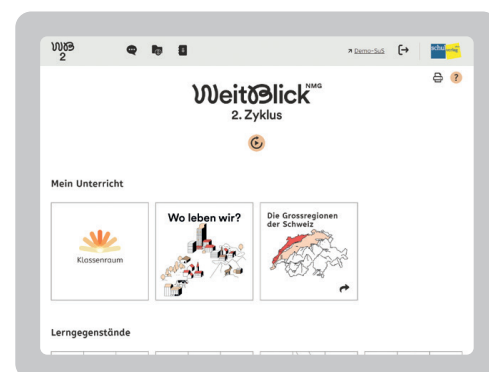 WB
2
Demo-SuS
schulverlag
WeitBlick NMG
2. Zyklus
?
Mein Unterricht
Klassenraum
Wo leben wir?
Die Grossregionen
der Schweiz
Lerngegenstände